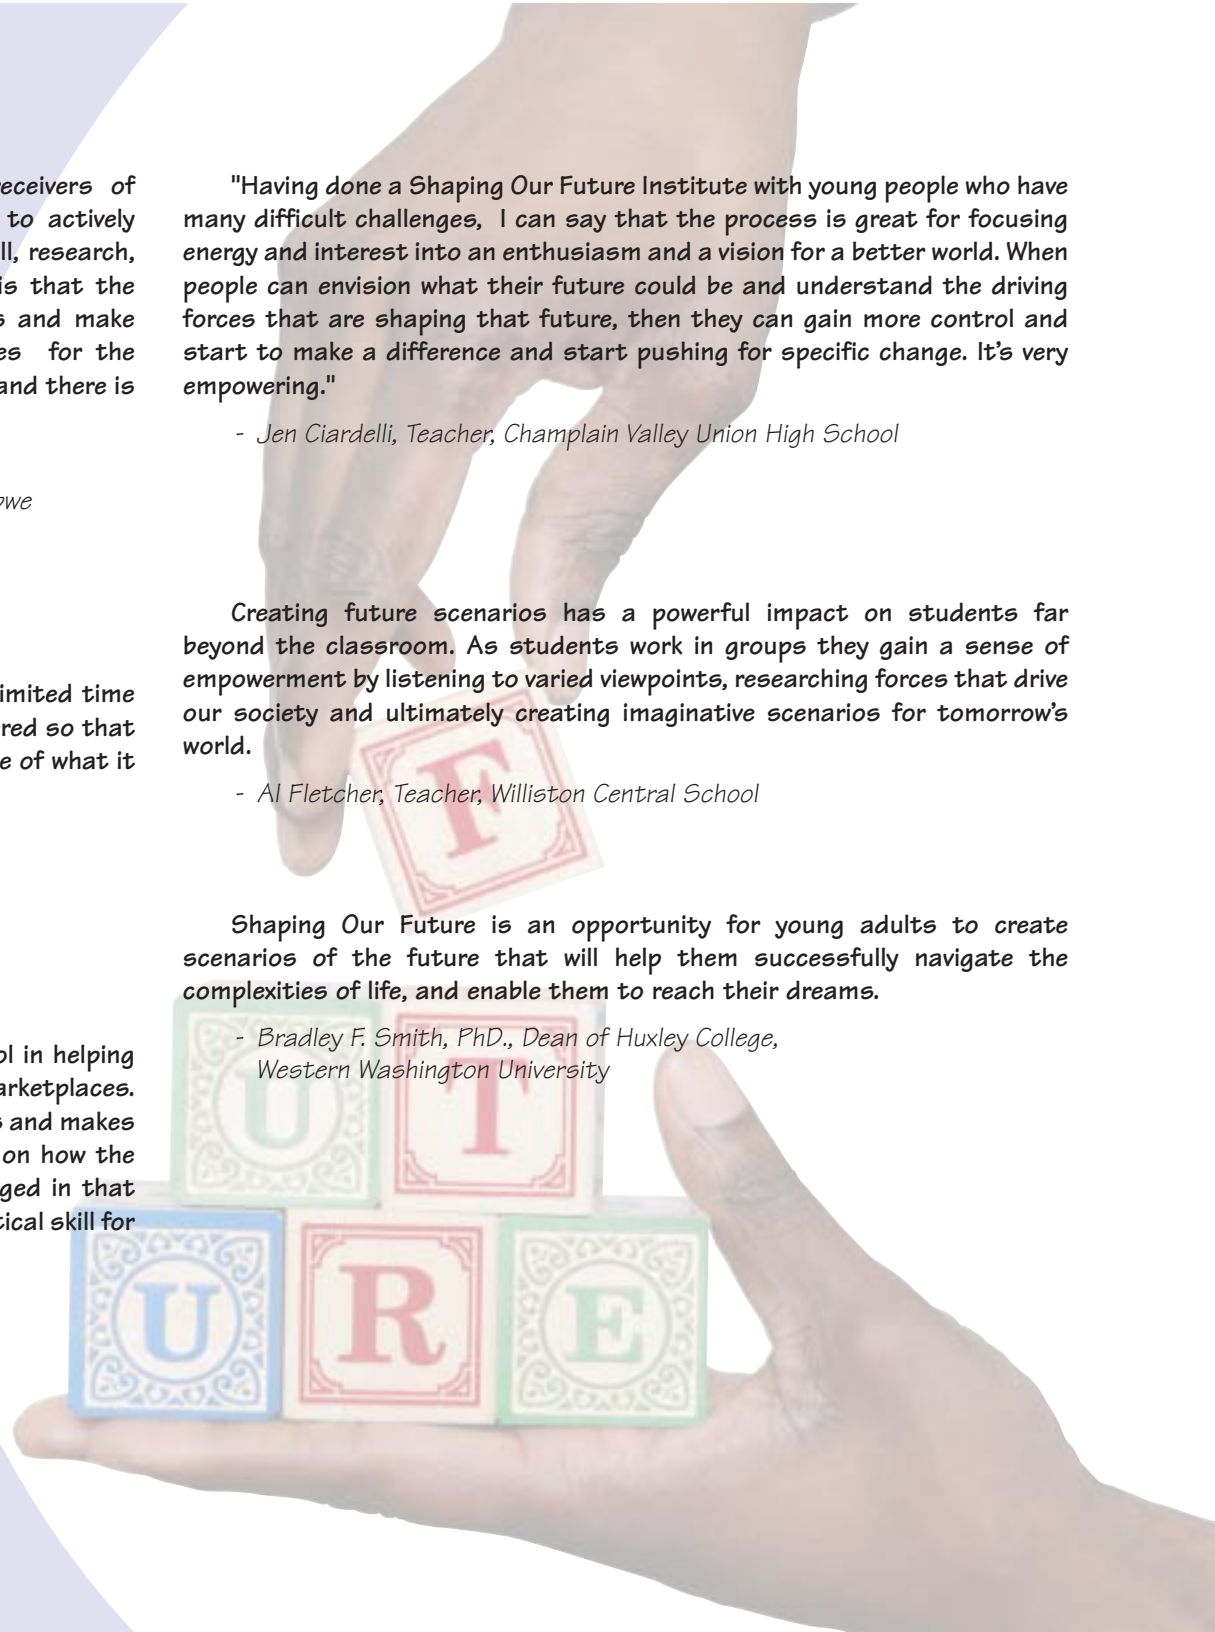 receivers of
to actively
ll, research,
is that the
s and make
es for the
and there is
owe
limited time
red so that
e of what it
ol in helping
arketplaces.
s and makes
on how the
ged in that
tical skill for
"Having done a Shaping Our Future Institute with young people who have
many difficult challenges, I can say that the process is great for focusing
energy and interest into an enthusiasm and a vision for a better world. When
people can envision what their future could be and understand the driving
forces that are shaping that future, then they can gain more control and
start to make a difference and start pushing for specific change. It's very
empowering."
- Jen Ciardelli, Teacher, Champlain Valley Union High School
Creating future scenarios has a powerful impact on students far
beyond the classroom. As students work in groups they gain a sense of
empowerment by listening to varied viewpoints, researching forces that drive
our society and ultimately creating imaginative scenarios for tomorrow's
world.
- Al Fletcher, Teacher, Williston Central School
Shaping Our Future is an opportunity for young adults to create
scenarios of the future that will help them successfully navigate the
complexities of life, and enable them to reach their dreams.
- Bradley F. Smith, PhD., Dean of Huxley College,
Western Washington University
F
U T
U R E